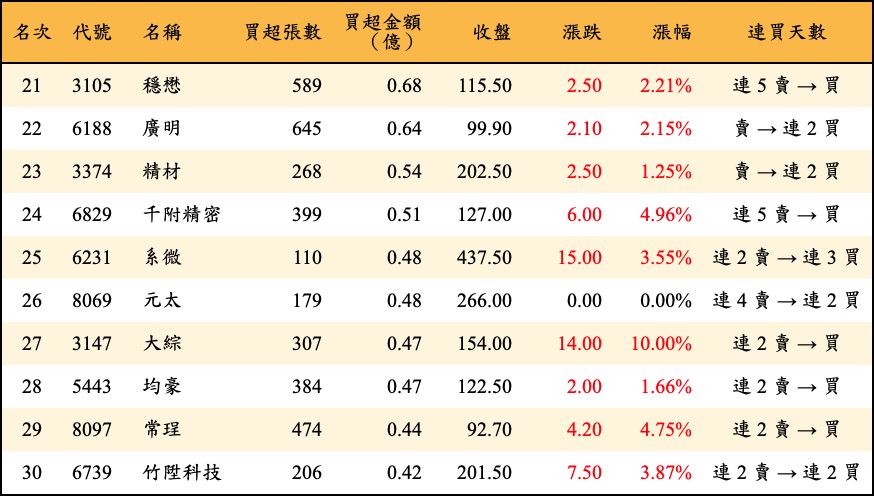 名次 代號 名稱 買超張數 買超金額（億） 收盤 漲跌 漲幅 連買天數
21 3105 穩懋 589 0.68 115.50 2.50 2.21% 連 5 賣 → 買
22 6188 廣明 645 0.64 99.90 2.10 2.15% 賣 → 連 2 買
23 3374 精材 268 0.54 202.50 2.50 1.25% 賣 → 連 2 買
24 6829 千附精密 399 0.51 127.00 6.00 4.96% 連 5 賣 → 買
25 6231 系微 110 0.48 437.50 15.00 3.55% 連 2 賣 → 連 3 買
26 8069 元太 179 0.48 266.00 0.00 0.00% 連 4 賣 → 連 2 買
27 3147 大綜 307 0.47 154.00 14.00 10.00% 連 2 賣 → 買
28 5443 均豪 384 0.47 122.50 2.00 1.66% 連 2 賣 → 買
29 8097 常珵 474 0.44 92.70 4.20 4.75% 連 2 賣 → 買
30 6739 竹陞科技 206 0.42 201.50 7.50 3.87% 連 2 賣 → 連 2 買